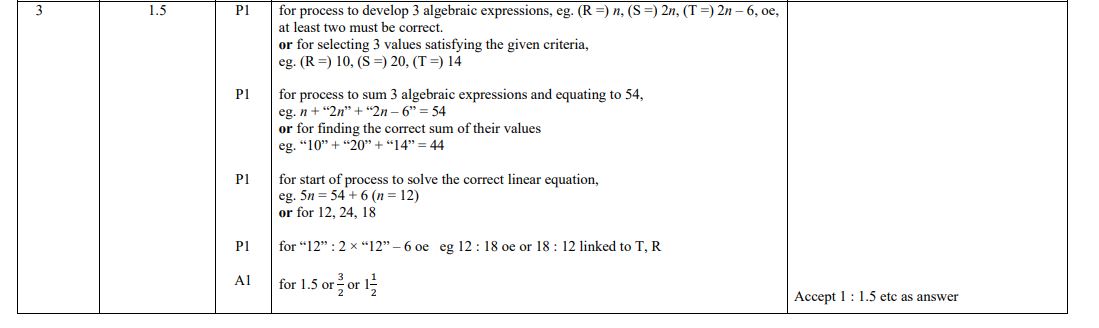 3 1.5 P1 for process to develop 3 algebraic expressions, eg. (R =) n, (S =) 2n, (T =) 2n – 6, oe,
at least two must be correct.
or for selecting 3 values satisfying the given criteria,
eg. (R =) 10, (S =) 20, (T =) 14
P1 for process to sum 3 algebraic expressions and equating to 54,
eg. n + “2n” + “2n – 6” = 54
or for finding the correct sum of their values
eg. “10” + “20” + “14” = 44
P1 for start of process to solve the correct linear equation,
eg. 5n = 54 + 6 (n = 12)
or for 12, 24, 18
P1 for “12” : 2 × “12” – 6 oe eg 12 : 18 oe or 18 : 12 linked to T, R
A1 for 1.5 or 3/2 or 1 1/2
Accept 1 : 1.5 etc as answer